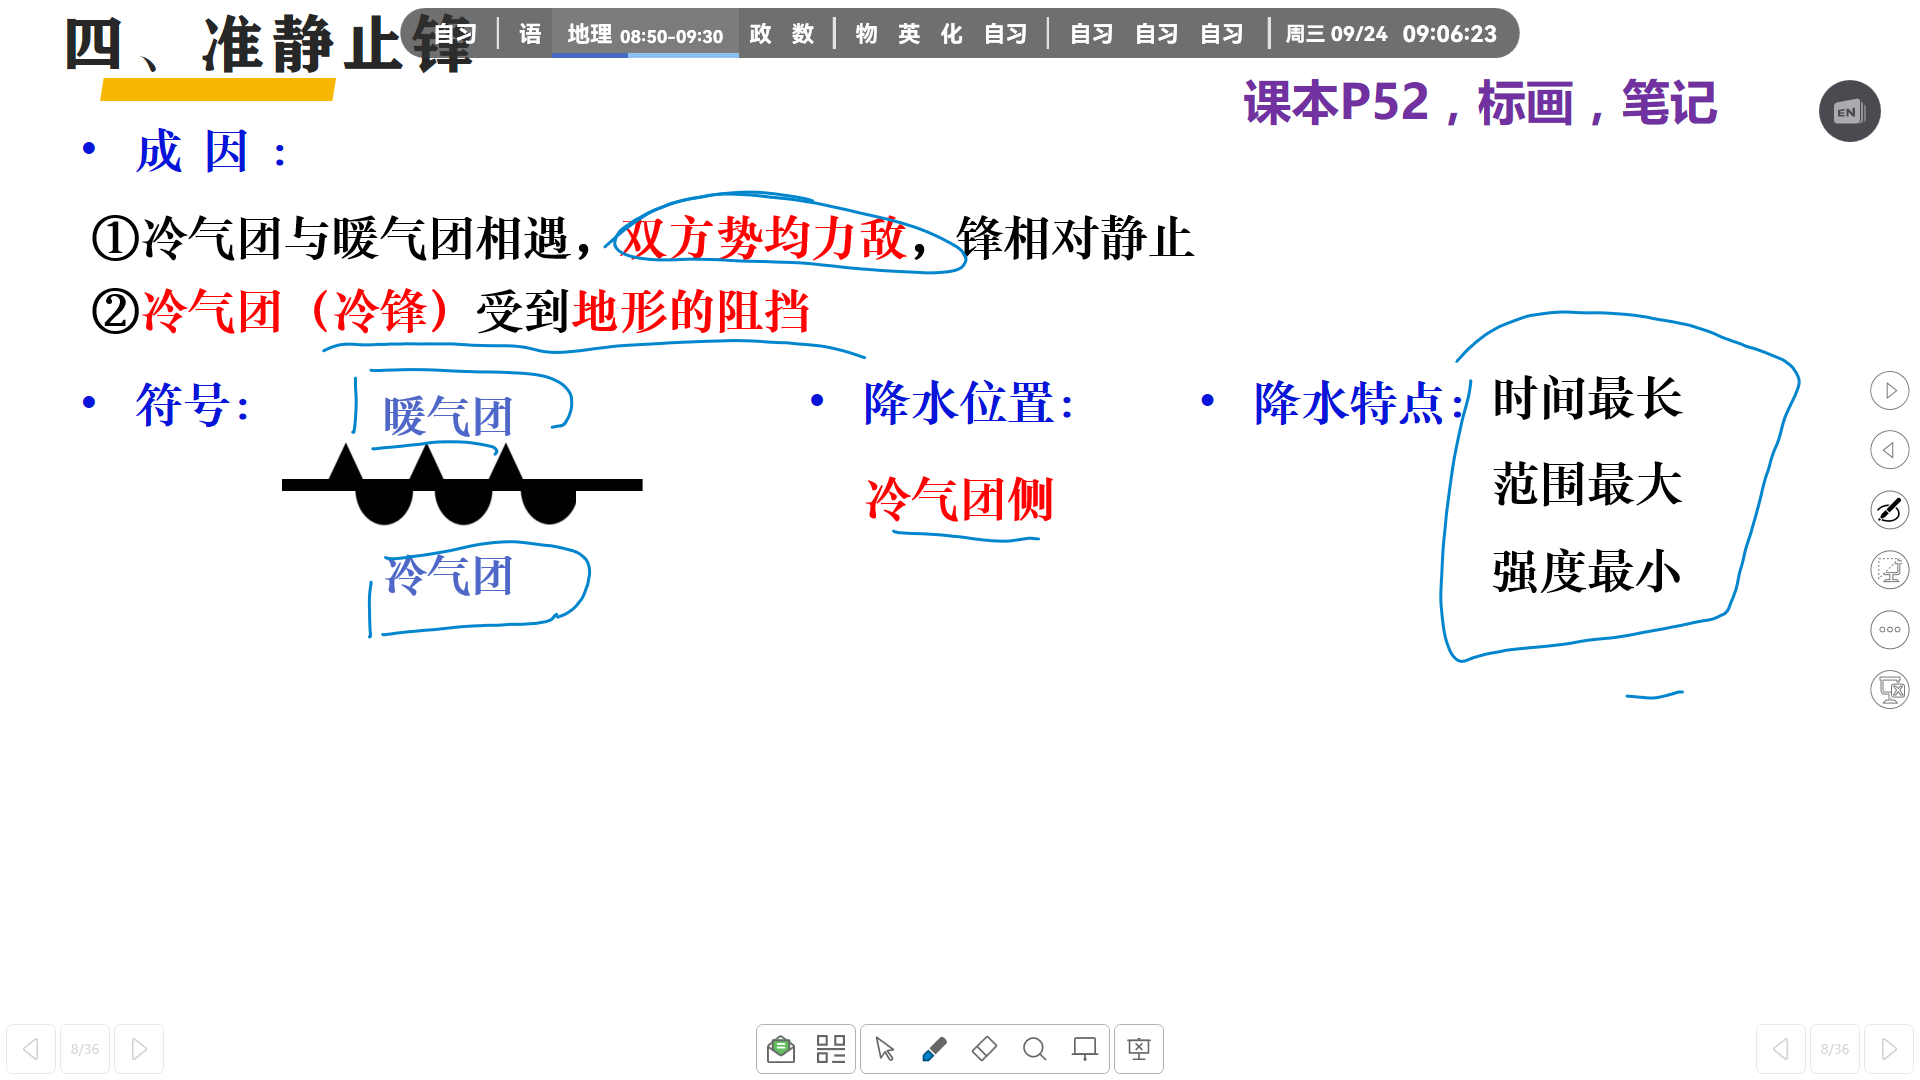 四、准静止锋
自习 语 地理 08:50-09:30 政 数 物 英 化 自习 自习 自习 自习 周三 09/24 09:06:23
课本P52，标画，笔记
EN
• 成 因 ：
①冷气团与暖气团相遇，双方势均力敌，锋相对静止
②冷气团（冷锋）受到地形的阻挡
• 符号：
暖气团
冷气团
• 降水位置：
冷气团侧
• 降水特点：
时间最长
范围最大
强度最小
8/36
8/36